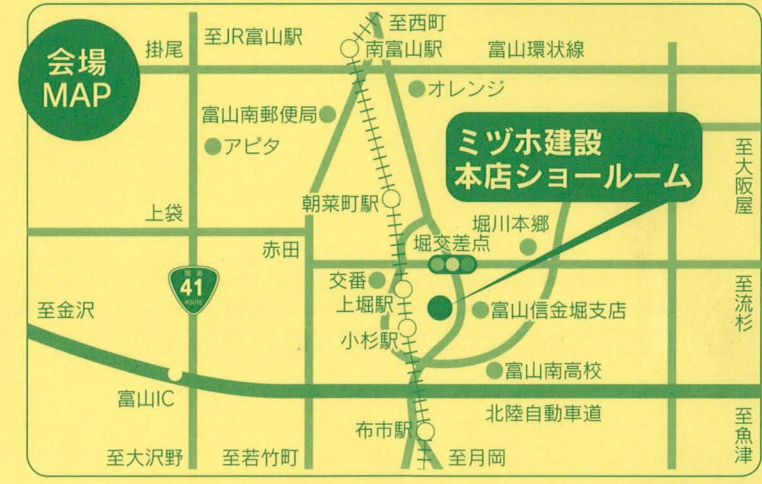 会場
MAP
掛尾
至JR富山駅
至西町
南富山駅
富山環状線
オレンジ
富山南郵便局
アピタ
ミヅホ建設
本店ショールーム
至大阪屋
朝菜町駅
上袋
赤田
堀川本郷
堀交差点
国道
41
ROUTE
交番
上堀駅
小杉駅
富山信金堀支店
至流杉
至金沢
富山南高校
富山IC
北陸自動車道
布市駅
至魚津
至大沢野
至若竹町
至月岡